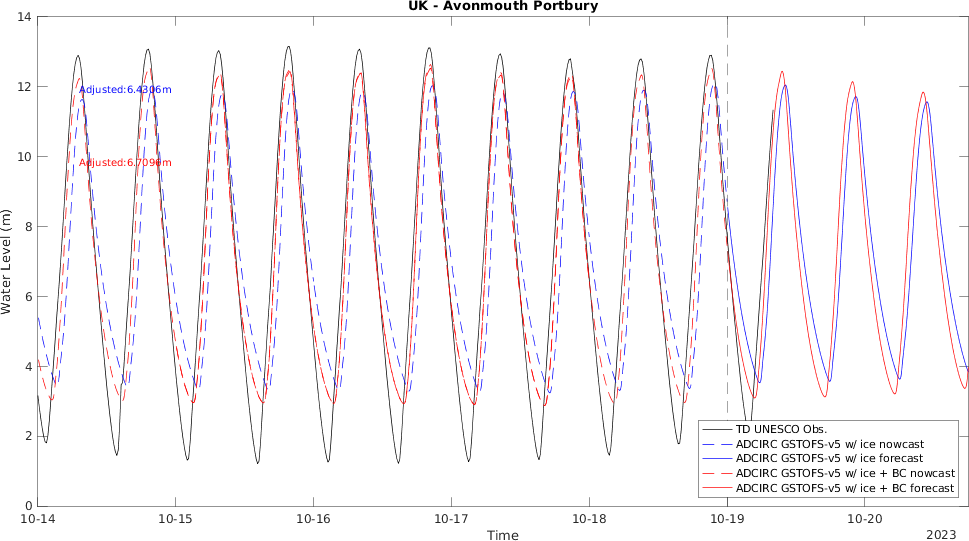 UK - Avonmouth Portbury
14
12
10
8
6
4
2
0
Water Level (m)
Adjusted:6.4306m
Adjusted:6.7096m
TD UNESCO Obs.
ADCIRC GSTOFS-v5 w/ ice nowcast
ADCIRC GSTOFS-v5 w/ ice forecast
ADCIRC GSTOFS-v5 w/ ice + BC nowcast
ADCIRC GSTOFS-v5 w/ ice + BC forecast
10-14 10-15 10-16 10-17 10-18 10-19 10-20
Time
2023